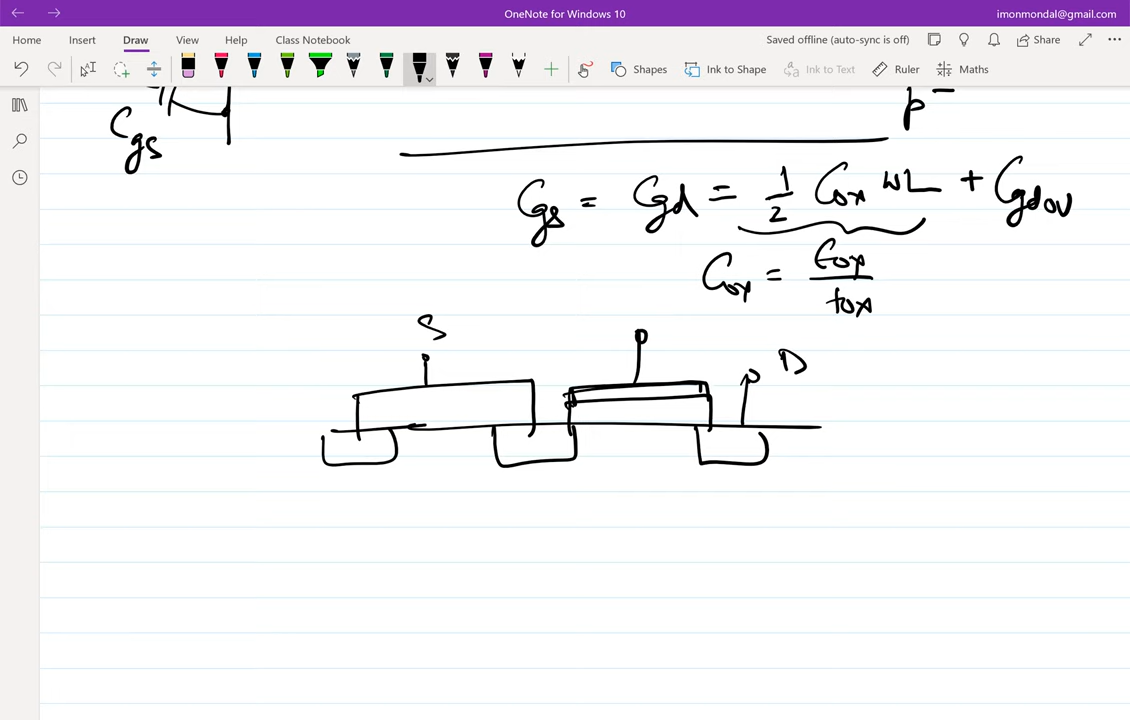 OneNote for Windows 10
imonmondal@gmail.com
Home Insert Draw View Help Class Notebook
Saved offline (auto-sync is off) Share
Shapes Ink to Shape Ink to Text Ruler Maths
Cgs
p-
Cgs = Cgd = 1/2 Cox WL + Cgdov
Cox = ϵox/tox
S
D